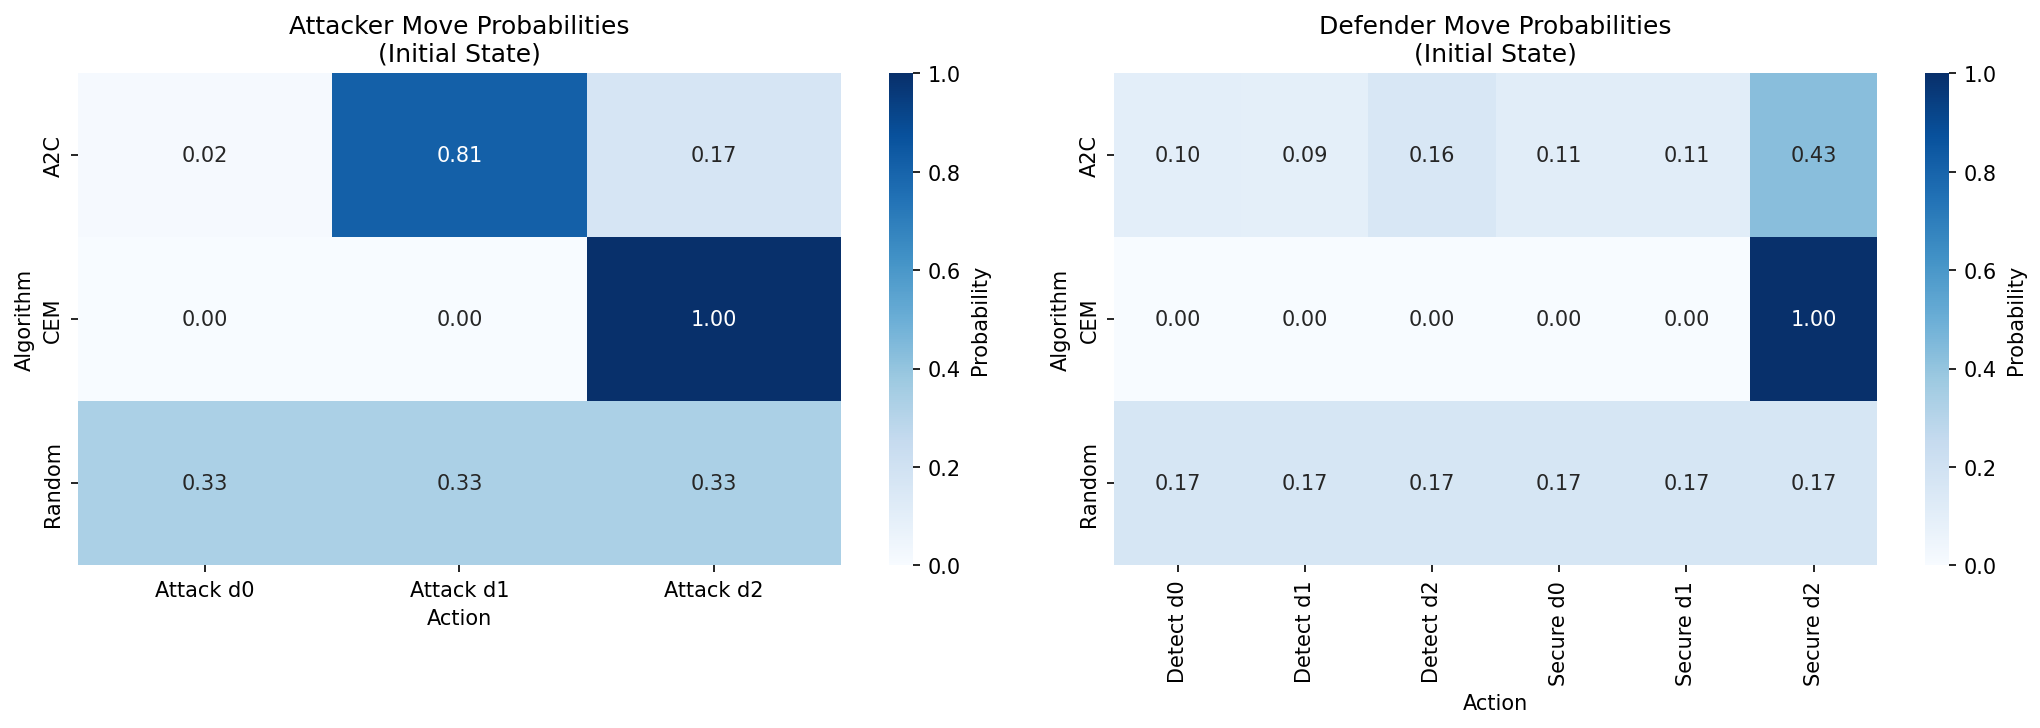 Attacker Move Probabilities
(Initial State)
Algorithm
A2C
CEM
Random
0.02 0.81 0.17
0.00 0.00 1.00
0.33 0.33 0.33
Attack d0 Attack d1 Attack d2
Action
1.0
0.8
0.6
0.4
0.2
0.0
Probability
Defender Move Probabilities
(Initial State)
Algorithm
A2C
CEM
Random
0.10 0.09 0.16 0.11 0.11 0.43
0.00 0.00 0.00 0.00 0.00 1.00
0.17 0.17 0.17 0.17 0.17 0.17
Detect d0
Detect d1
Detect d2
Secure d0
Secure d1
Secure d2
Action
1.0
0.8
0.6
0.4
0.2
0.0
Probability